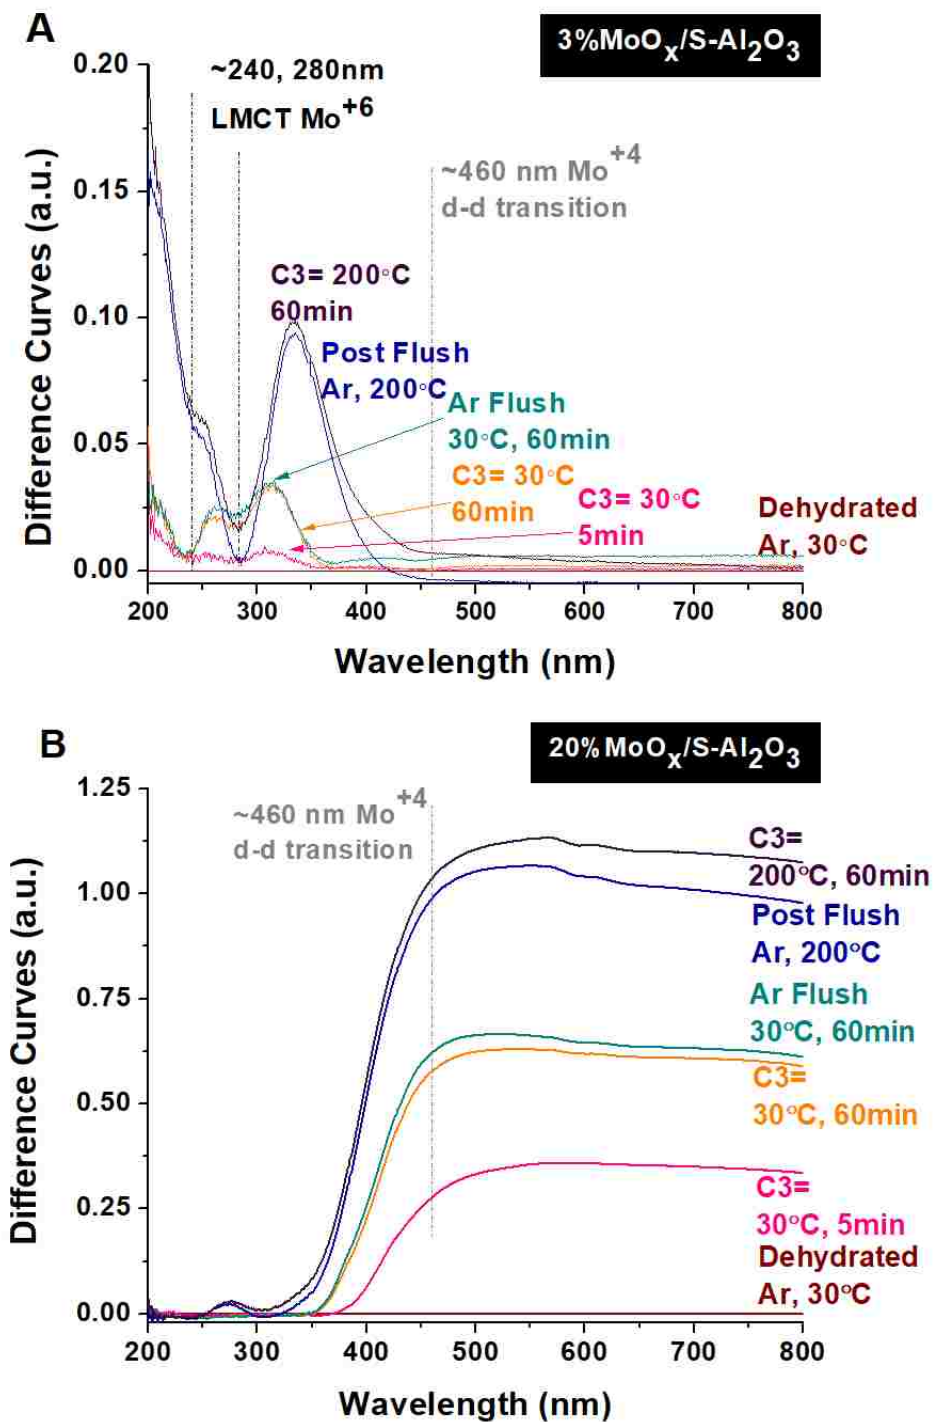 A
3%MoOx/S-Al2O3
0.20
~240, 280nm
LMCT Mo+6
~460 nm Mo+4
d-d transition
0.15
C3= 200°C
60min
0.10
Post Flush
Ar, 200°C
Ar Flush
30°C, 60min
0.05
C3= 30°C
60min
C3= 30°C
5min
Dehydrated
Ar, 30°C
0.00
Difference Curves (a.u.)
200 300 400 500 600 700 800
Wavelength (nm)
B
20%MoOx/S-Al2O3
1.25
~460 nm Mo+4
d-d transition
C3=
200°C, 60min
1.00
Post Flush
Ar, 200°C
0.75
Ar Flush
30°C, 60min
0.50
C3=
30°C, 60min
0.25
C3=
30°C, 5min
Dehydrated
Ar, 30°C
0.00
Difference Curves (a.u.)
200 300 400 500 600 700 800
Wavelength (nm)